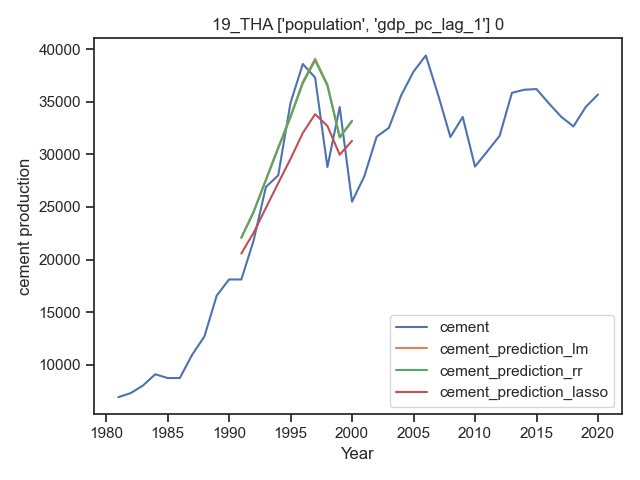 19_THA ['population', 'gdp_pc_lag_1'] 0
40000
35000
30000
25000
20000
15000
10000
cement production
cement
cement_prediction_lm
cement_prediction_rr
cement_prediction_lasso
1980 1985 1990 1995 2000 2005 2010 2015 2020
Year